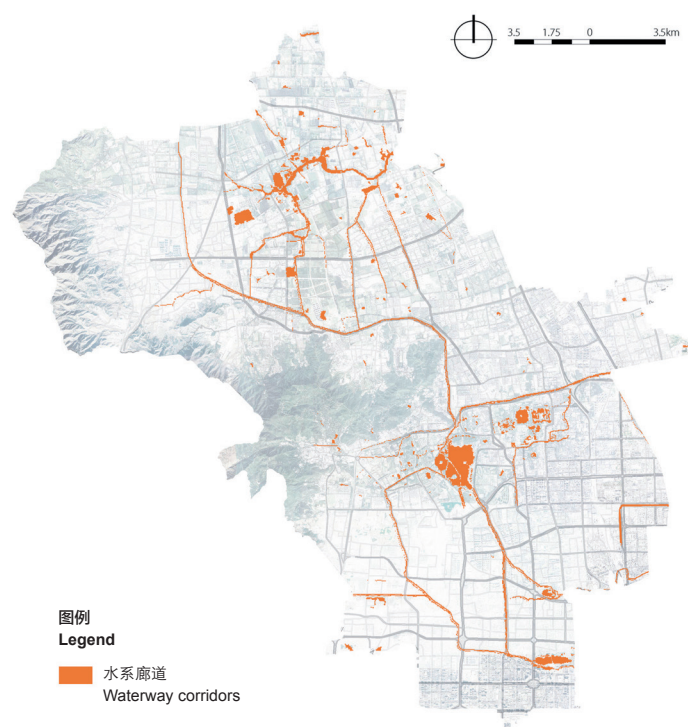 3.5 1.75 0 3.5km
图例
Legend
水系廊道
Waterway corridors